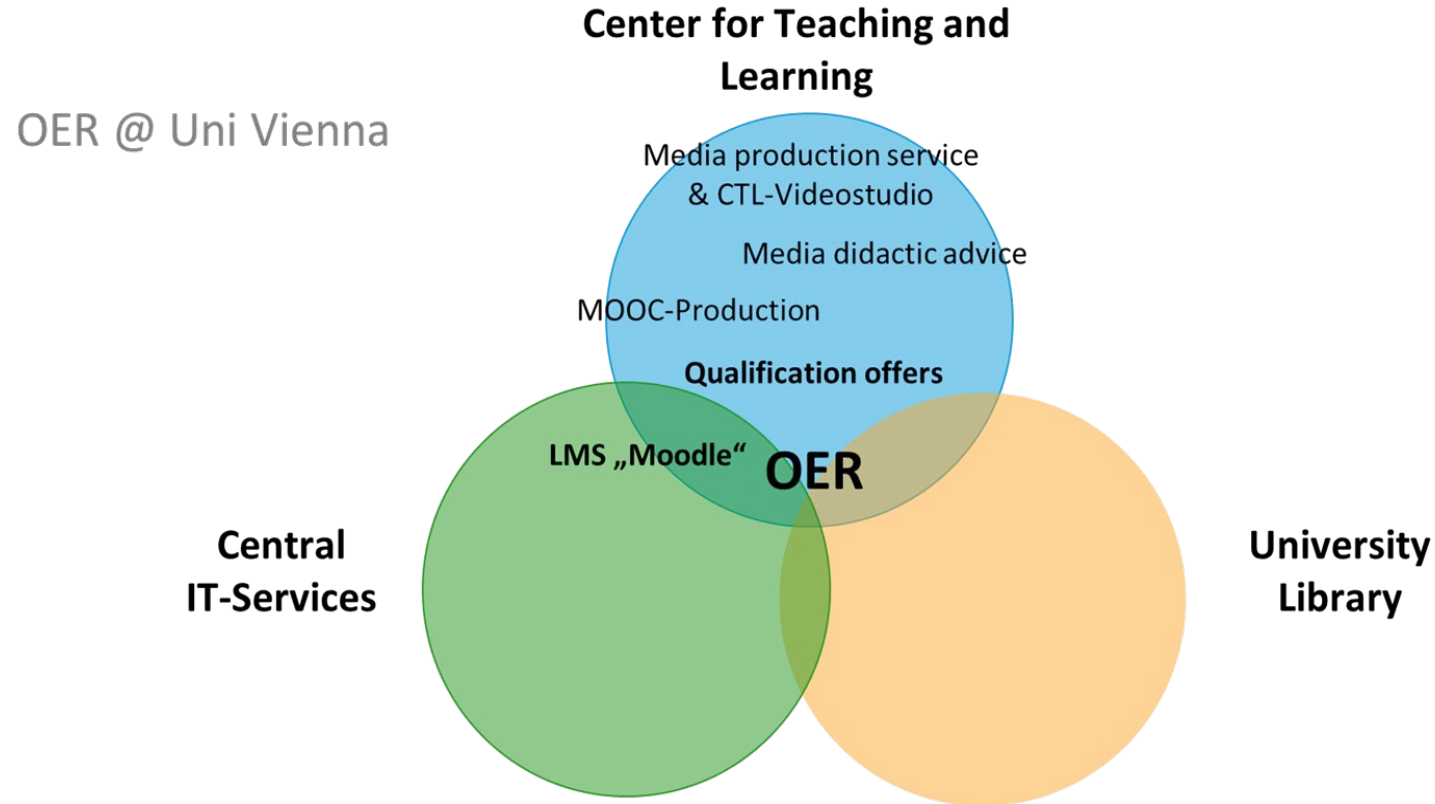 Center for Teaching and
Learning
OER @ Uni Vienna
Media production service
& CTL-Videostudio
Media didactic advice
MOOC-Production
Qualification offers
LMS „Moodle“
OER
Central
IT-Services
University
Library